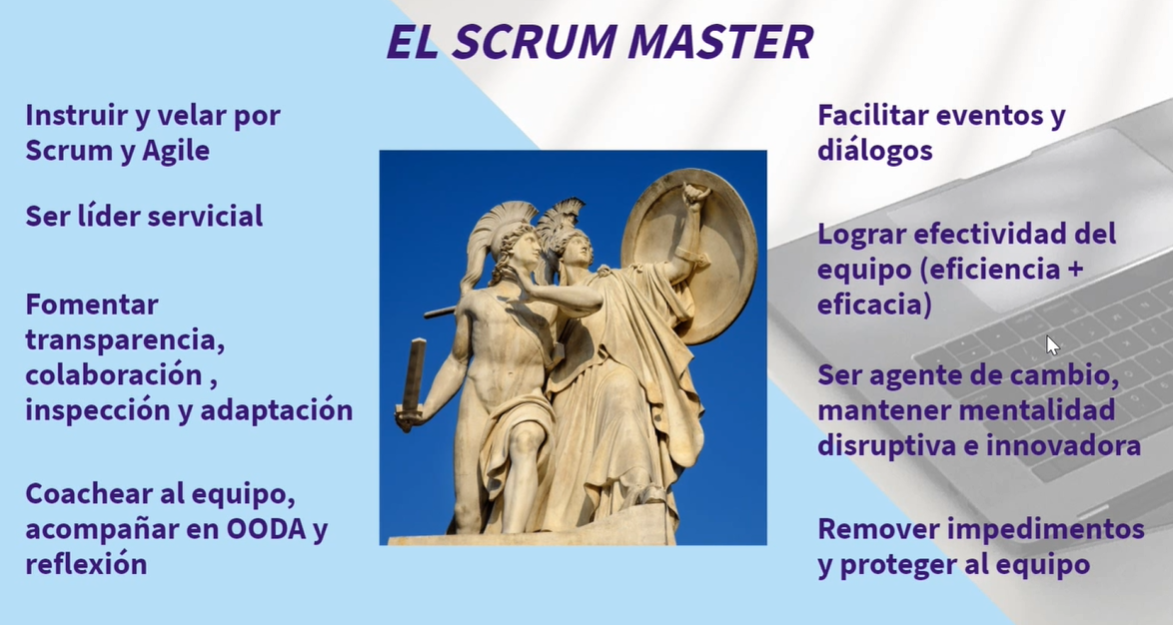 EL SCRUM MASTER
Instruir y velar por
Scrum y Agile
Ser líder servicial
Fomentar
transparencia,
colaboración ,
inspección y adaptación
Coachear al equipo,
acompañar en OODA y
reflexión
Facilitar eventos y
diálogos
Lograr efectividad del
equipo (eficiencia +
eficacia)
Ser agente de cambio,
mantener mentalidad
disruptiva e innovadora
Remover impedimentos
y proteger al equipo